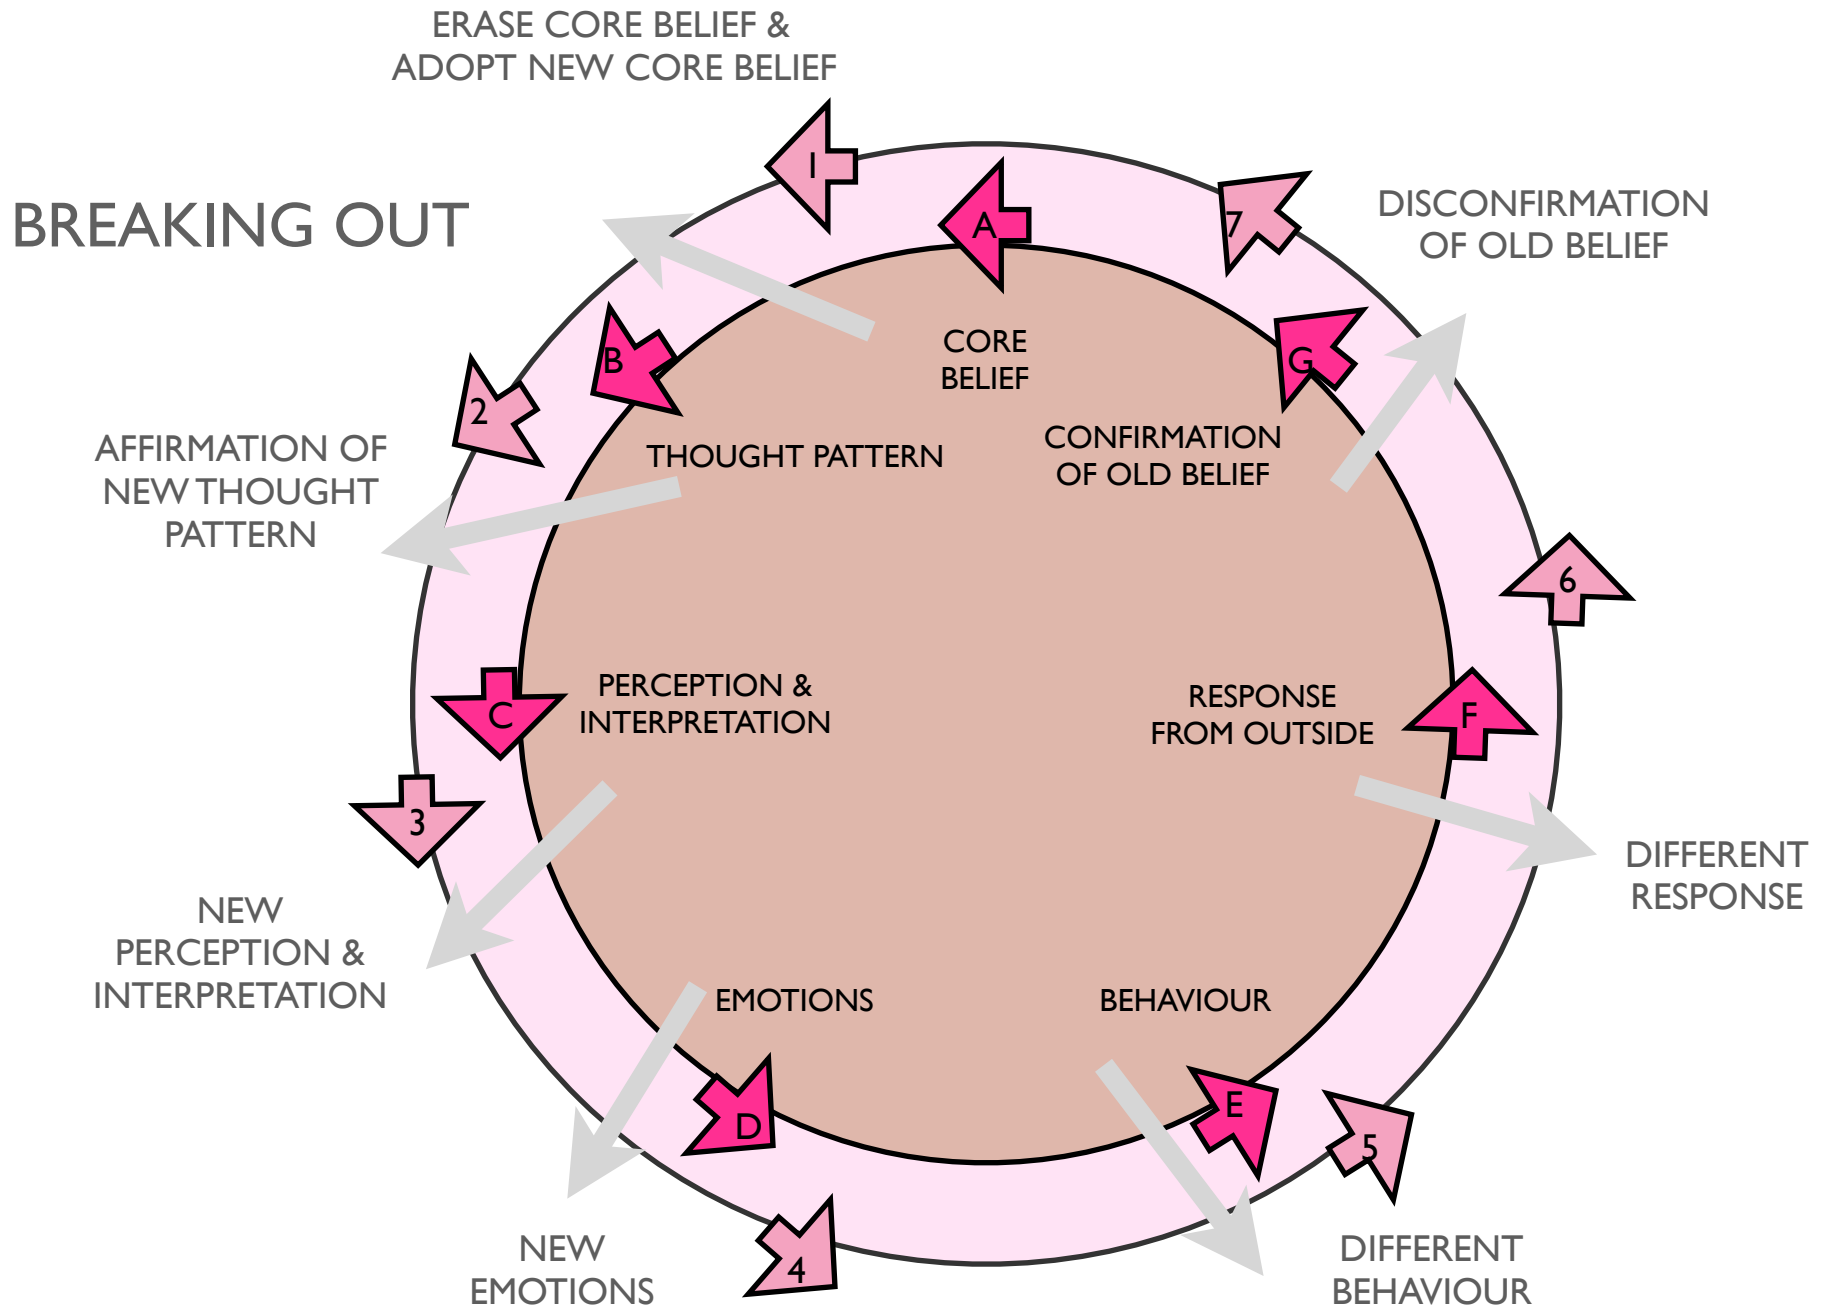 ERASE CORE BELIEF &
ADOPT NEW CORE BELIEF
1
BREAKING OUT
A
7
DISCONFIRMATION
OF OLD BELIEF
CORE
BELIEF
B
G
2
AFFIRMATION OF
NEW THOUGHT
PATTERN
THOUGHT PATTERN
CONFIRMATION
OF OLD BELIEF
6
C
PERCEPTION &
INTERPRETATION
RESPONSE
FROM OUTSIDE
F
3
NEW
PERCEPTION &
INTERPRETATION
DIFFERENT
RESPONSE
EMOTIONS
BEHAVIOUR
D
E
5
NEW
EMOTIONS
4
DIFFERENT
BEHAVIOUR